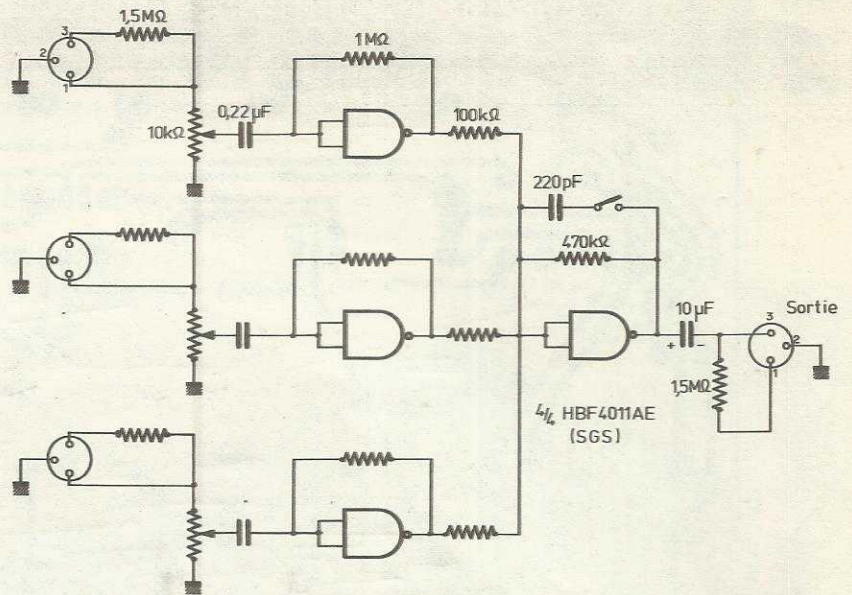 1,5MΩ
3
2
1
10kΩ
0,22µF
1MΩ
100kΩ
220pF
470kΩ
10µF
+ -
3
Sortie
2
1
1,5MΩ
4/4 HBF4011AE
(SGS)